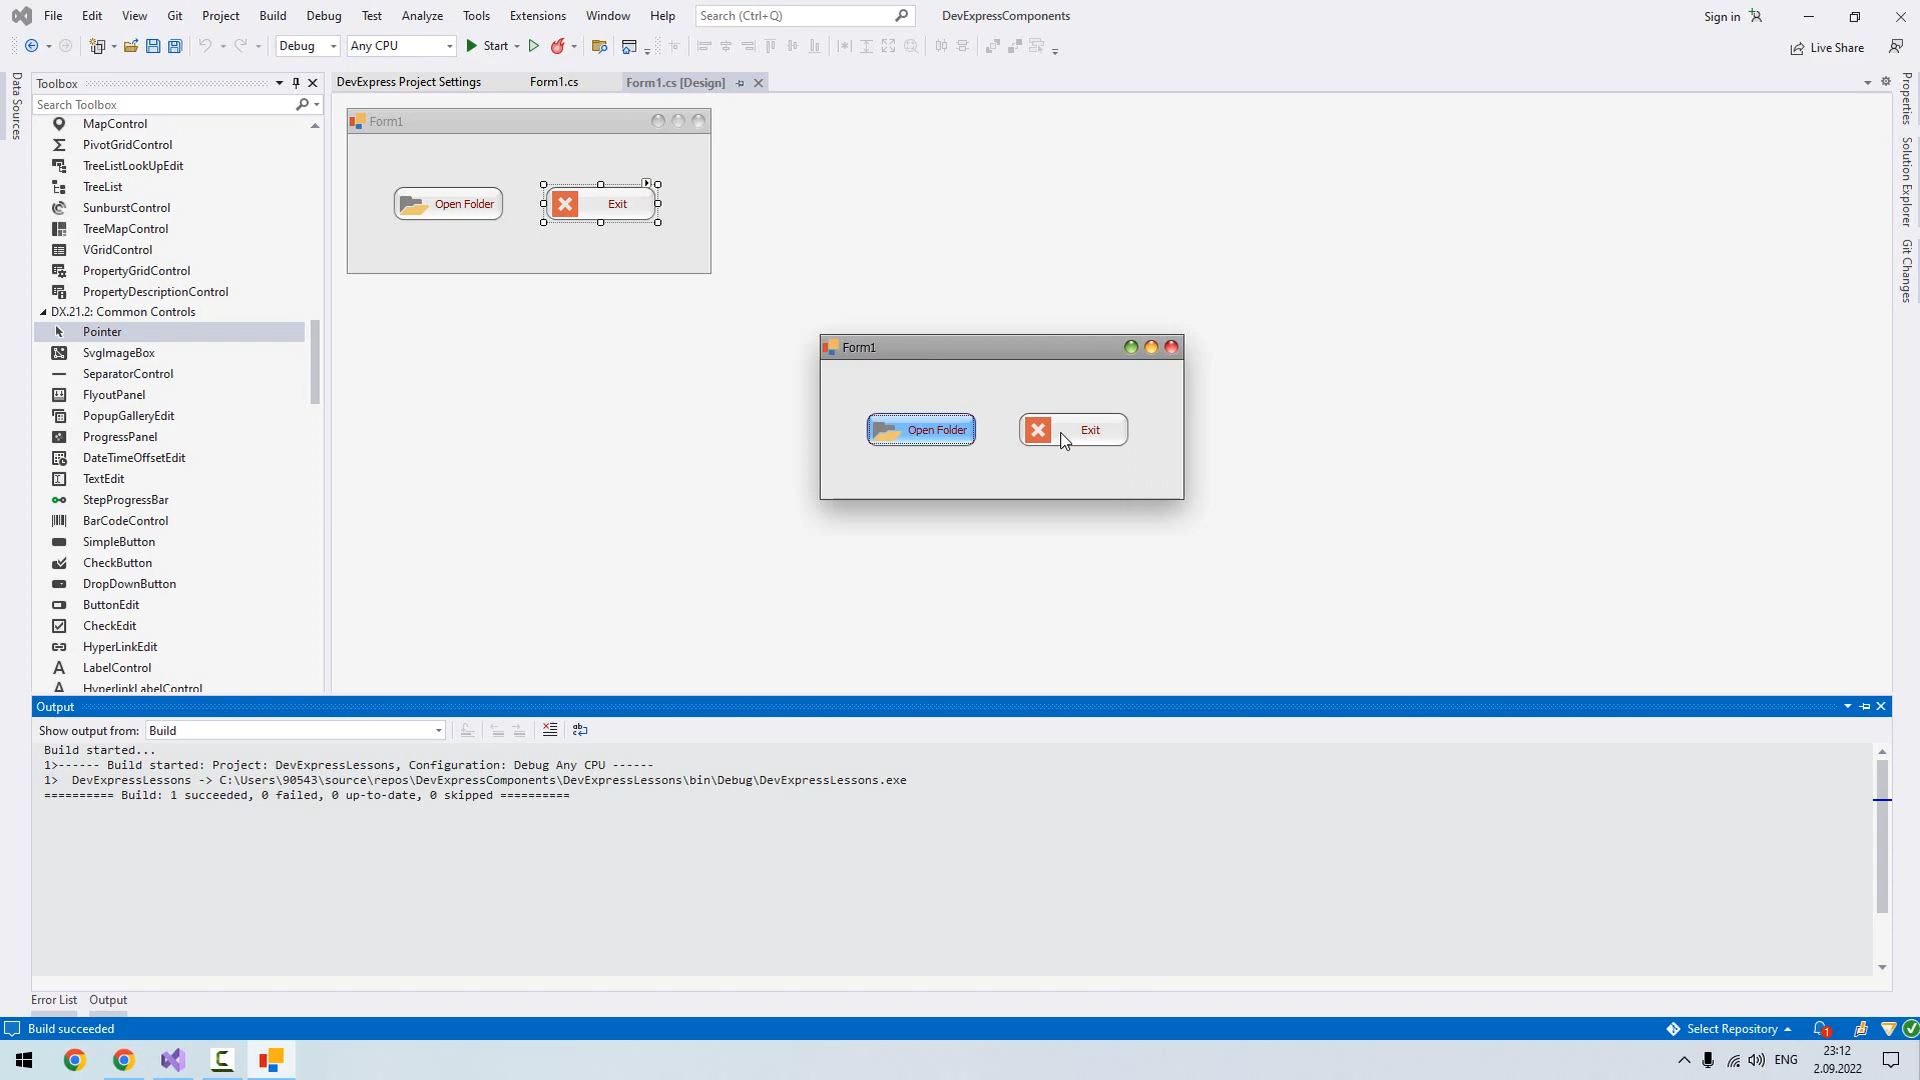 File Edit View Git Project Build Debug Test Analyze Tools Extensions Window Help Search (Ctrl+Q) DevExpressComponents Sign in
Debug Any CPU Start Live Share
Data Sources
Toolbox
Search Toolbox
MapControl
PivotGridControl
TreeListLookUpEdit
TreeList
SunburstControl
TreeMapControl
VGridControl
PropertyGridControl
PropertyDescriptionControl
DX.21.2: Common Controls
Pointer
SvgImageBox
SeparatorControl
FlyoutPanel
PopupGalleryEdit
ProgressPanel
DateTimeOffsetEdit
TextEdit
StepProgressBar
BarCodeControl
SimpleButton
CheckButton
DropDownButton
ButtonEdit
CheckEdit
HyperLinkEdit
LabelControl
HyperlinkLabelControl
DevExpress Project Settings Form1.cs Form1.cs [Design]
Form1
Open Folder Exit
Form1
Open Folder Exit
Properties
Solution Explorer
Git Changes
Output
Show output from: Build
Build started...
1>------ Build started: Project: DevExpressLessons, Configuration: Debug Any CPU ------
1>  DevExpressLessons -> C:\Users\90543\source\repos\DevExpressComponents\DevExpressLessons\bin\Debug\DevExpressLessons.exe
========== Build: 1 succeeded, 0 failed, 0 up-to-date, 0 skipped ==========
Error List Output
Build succeeded Select Repository 1
ENG 23:12
2.09.2022